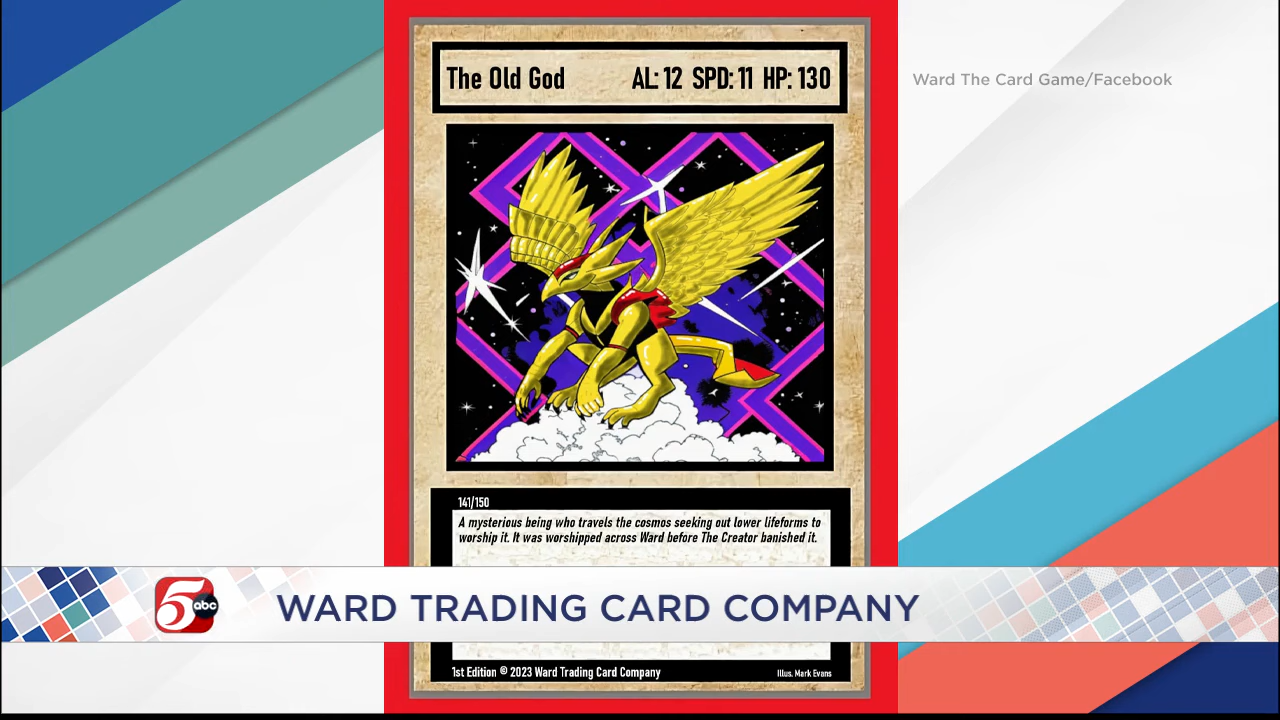 The Old God AL: 12 SPD: 11 HP: 130
Ward The Card Game/Facebook
141/150
A mysterious being who travels the cosmos seeking out lower lifeforms to
worship it. It was worshipped across Ward before The Creator banished it.
5 abc
WARD TRADING CARD COMPANY
1st Edition © 2023 Ward Trading Card Company
Illus. Mark Evans